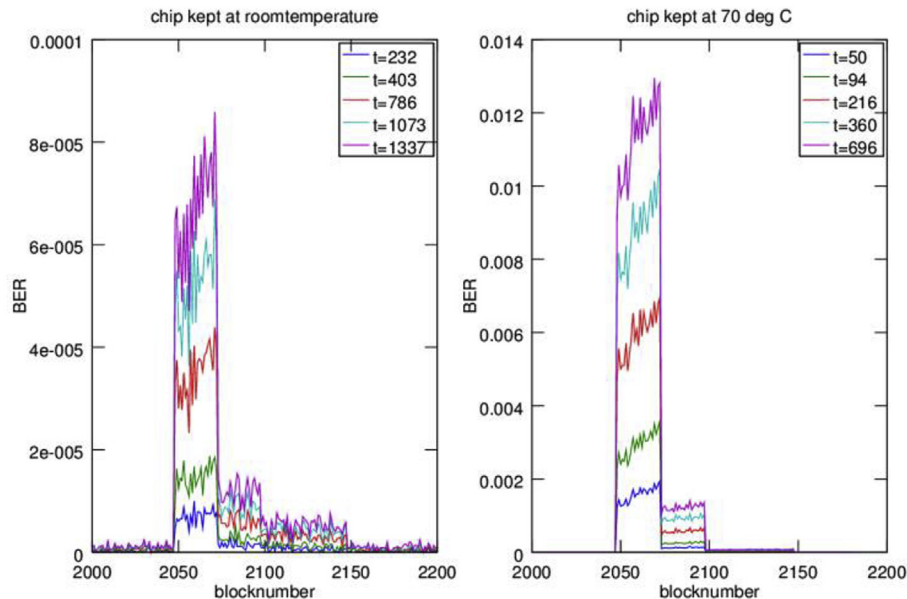 chip kept at roomtemperature
0.0001
8e-005
6e-005
4e-005
2e-005
0
BER
t=232
t=403
t=786
t=1073
t=1337
2000 2050 2100 2150 2200
blocknumber
chip kept at 70 deg C
0.014
0.012
0.01
0.008
0.006
0.004
0.002
0
BER
t=50
t=94
t=216
t=360
t=696
2000 2050 2100 2150 2200
blocknumber